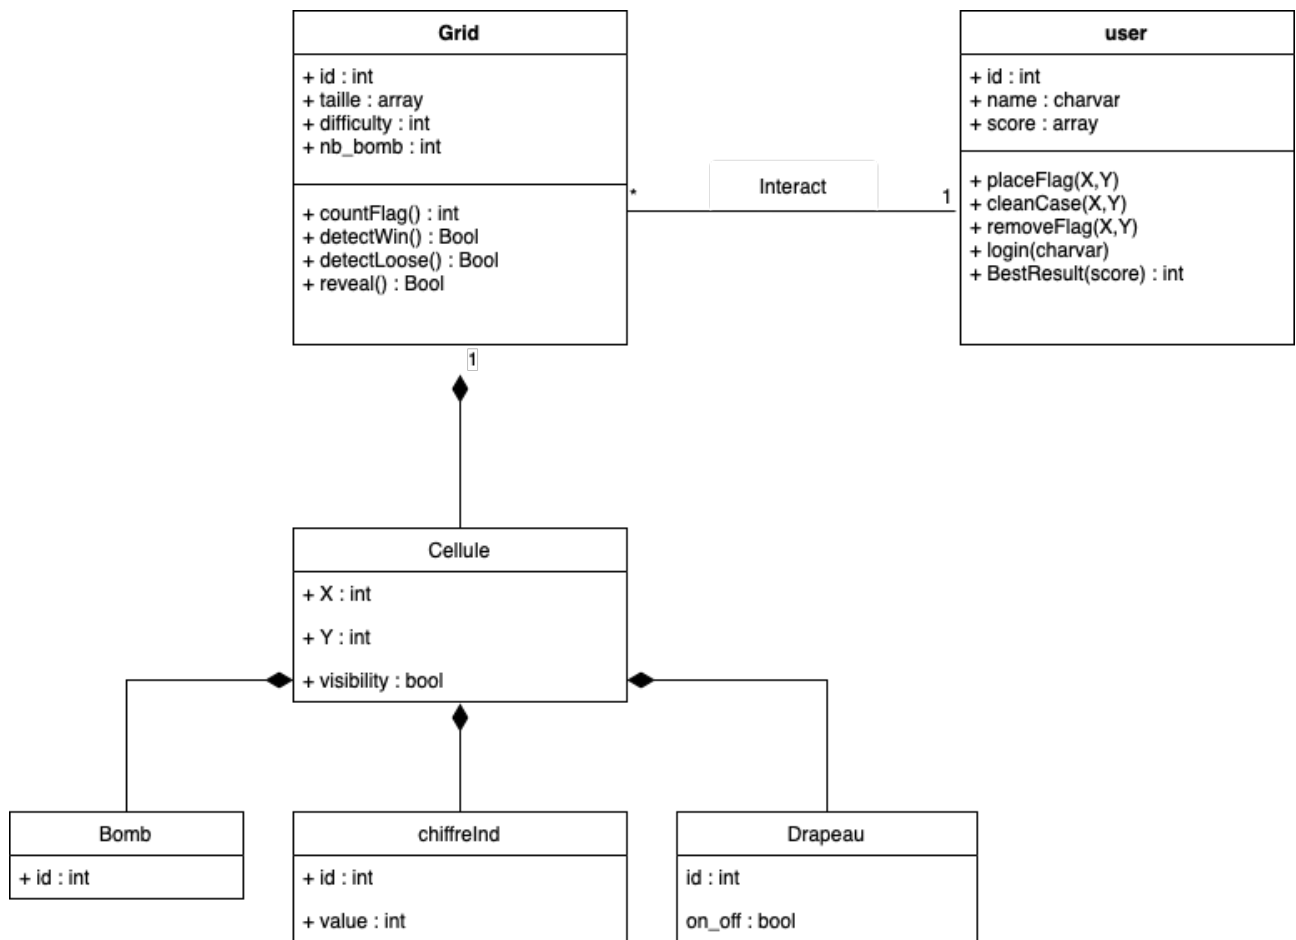 Grid
+ id : int
+ taille : array
+ difficulty : int
+ nb_bomb : int
+ countFlag() : int
+ detectWin() : Bool
+ detectLoose() : Bool
+ reveal() : Bool
user
+ id : int
+ name : charvar
+ score : array
+ placeFlag(X,Y)
+ cleanCase(X,Y)
+ removeFlag(X,Y)
+ login(charvar)
+ BestResult(score) : int
*
Interact
1
1
Cellule
+ X : int
+ Y : int
+ visibility : bool
Bomb
+ id : int
chiffreInd
+ id : int
+ value : int
Drapeau
id : int
on_off : bool